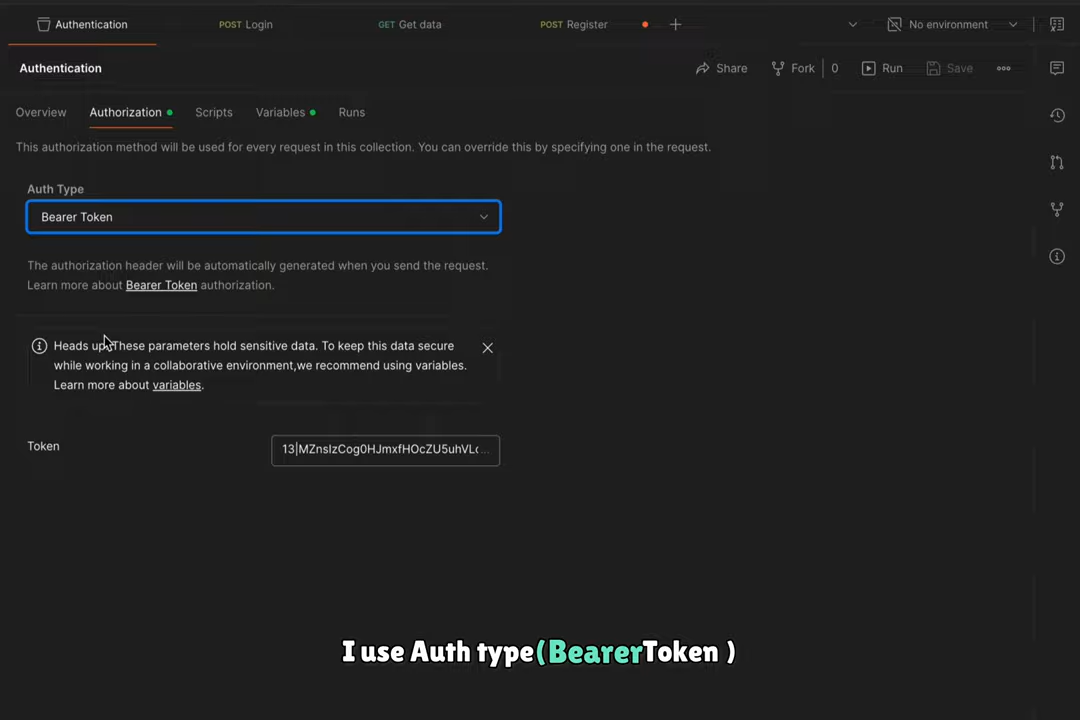 Authentication
POST Login
GET Get data
POST Register
No environment
Authentication
Share
Fork 0
Run
Save
Overview
Authorization
Scripts
Variables
Runs
This authorization method will be used for every request in this collection. You can override this by specifying one in the request.
Auth Type
Bearer Token
The authorization header will be automatically generated when you send the request.
Learn more about Bearer Token authorization.
Heads up! These parameters hold sensitive data. To keep this data secure
while working in a collaborative environment,we recommend using variables.
Learn more about variables.
Token
I use Auth type(BearerToken )